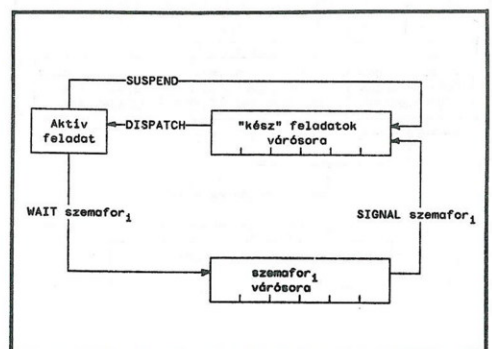 SUSPEND
Aktív
feladat
DISPATCH
"kész" feladatok
várósora
WAIT szemafor₁
SIGNAL szemafor₁
szemafor₁
várósora